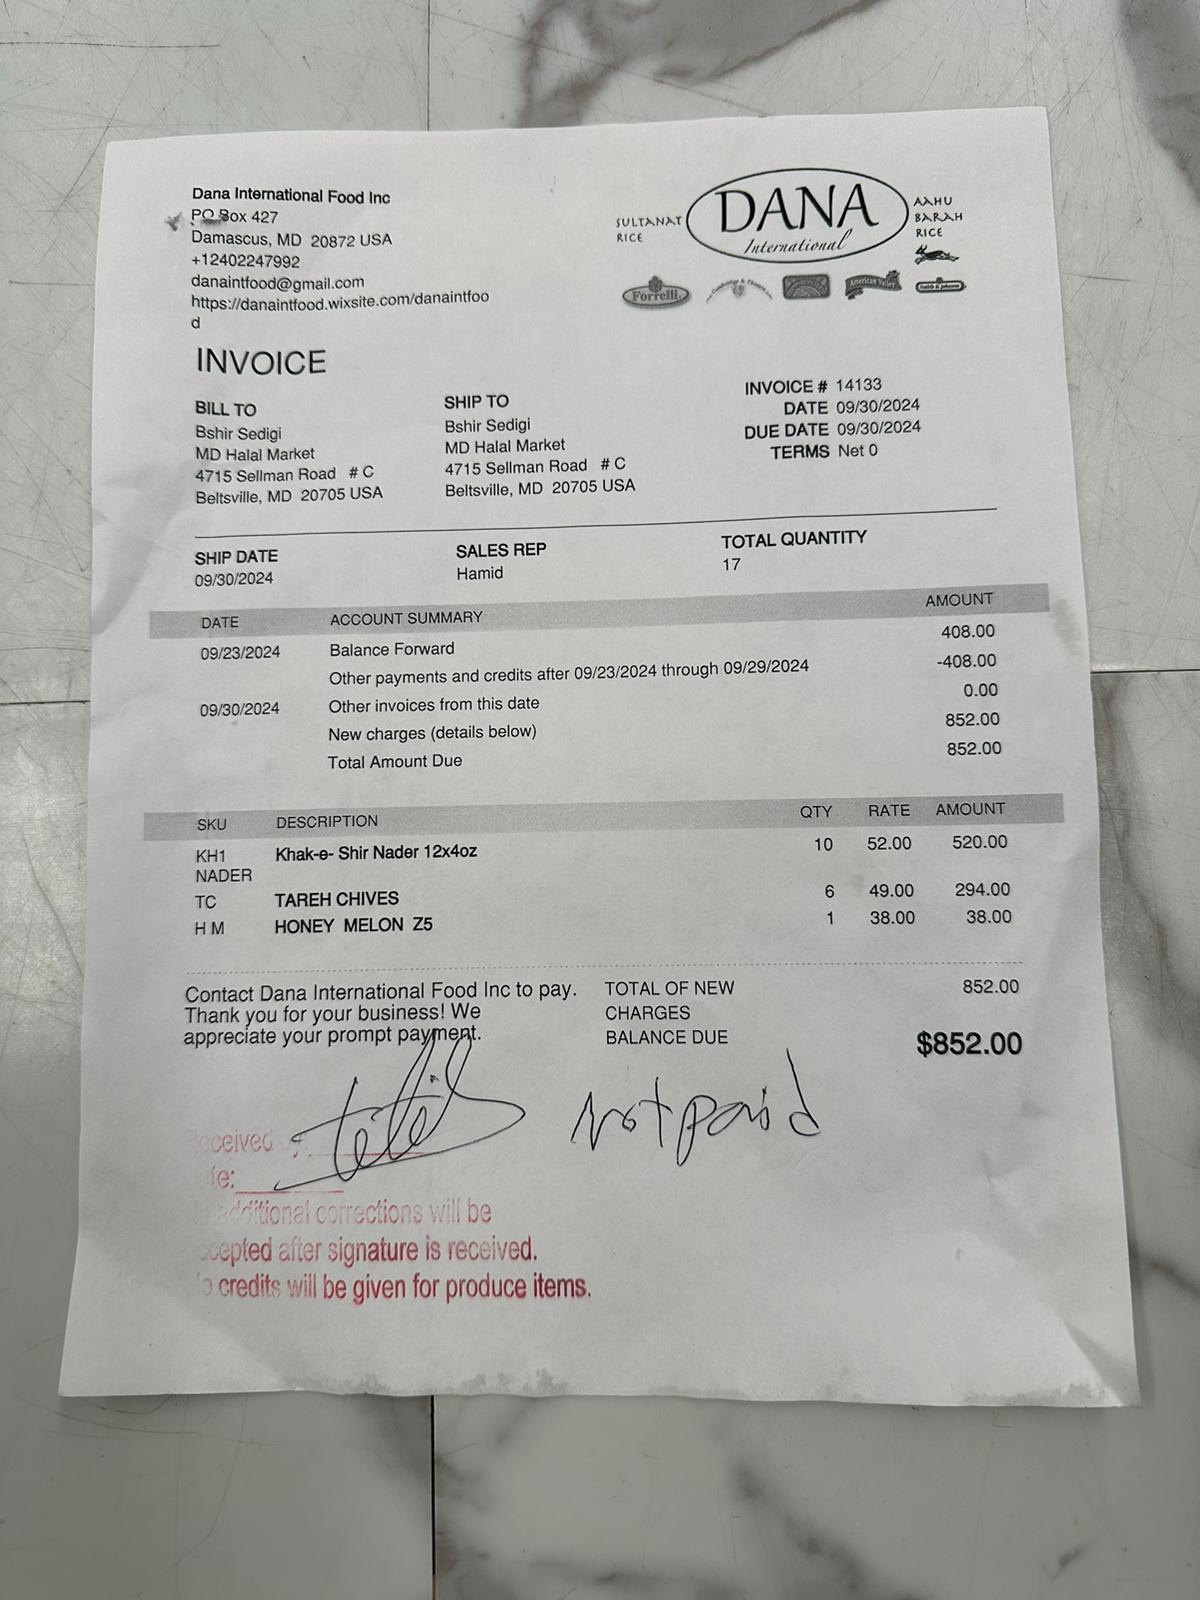 Dana International Food Inc
PO Box 427
Damascus, MD 20872 USA
+12402247992
danaintfood@gmail.com
https://danaintfood.wixsite.com/danaintfoo
d
SULTANAT
RICE
DANA
International
AAHU
BARAH
RICE
Forrelli
American Valley
INVOICE
BILL TO
Bshir Sedigi
MD Halal Market
4715 Sellman Road # C
Beltsville, MD 20705 USA
SHIP TO
Bshir Sedigi
MD Halal Market
4715 Sellman Road # C
Beltsville, MD 20705 USA
INVOICE # 14133
DATE 09/30/2024
DUE DATE 09/30/2024
TERMS Net 0
SHIP DATE SALES REP TOTAL QUANTITY
09/30/2024 Hamid 17
DATE ACCOUNT SUMMARY AMOUNT
09/23/2024 Balance Forward 408.00
Other payments and credits after 09/23/2024 through 09/29/2024 -408.00
09/30/2024 Other invoices from this date 0.00
New charges (details below) 852.00
Total Amount Due 852.00
SKU DESCRIPTION QTY RATE AMOUNT
KH1 Khak-e- Shir Nader 12x4oz 10 52.00 520.00
NADER
TC TAREH CHIVES 6 49.00 294.00
H M HONEY MELON Z5 1 38.00 38.00
Contact Dana International Food Inc to pay.
Thank you for your business! We
appreciate your prompt payment.
TOTAL OF NEW 852.00
CHARGES
BALANCE DUE $852.00
Not paid
additional corrections will be
after signature is received.
credits will be given for produce items.